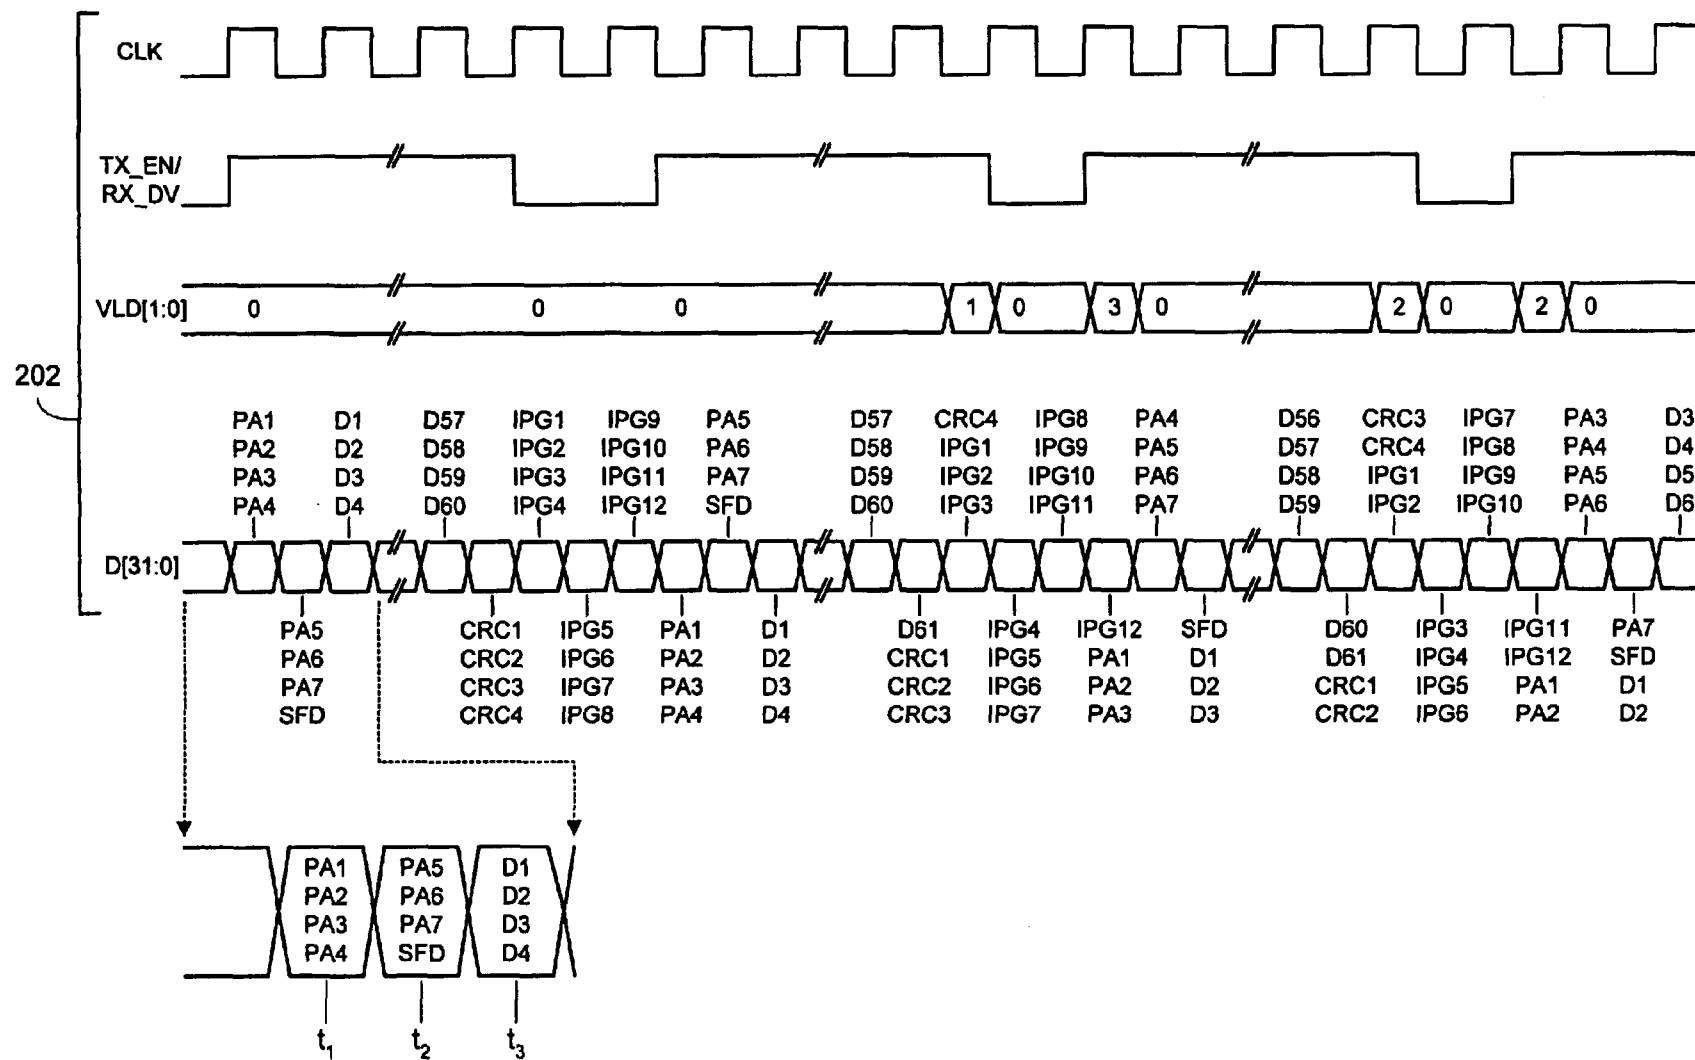 CLK
TX_EN/
RX_DV
VLD[1:0]
0 0 0 1 0 3 0 2 0 2 0
202
PA1 D1 D57 IPG1 IPG9 PA5 D57 CRC4 IPG8 PA4 D56 CRC3 IPG7 PA3 D3
PA2 D2 D58 IPG2 IPG10 PA6 D58 IPG1 IPG9 PA5 D57 CRC4 IPG8 PA4 D4
PA3 D3 D59 IPG3 IPG11 PA7 D59 IPG2 IPG10 PA6 D58 IPG1 IPG9 PA5 D5
PA4 D4 D60 IPG4 IPG12 SFD D60 IPG3 IPG11 PA7 D59 IPG2 IPG10 PA6 D6
D[31:0]
PA5 CRC1 IPG5 PA1 D1 D61 IPG4 IPG12 SFD D60 IPG3 IPG11 PA7
PA6 CRC2 IPG6 PA2 D2 CRC1 IPG5 PA1 D1 D61 IPG4 IPG12 SFD
PA7 CRC3 IPG7 PA3 D3 CRC2 IPG6 PA2 D2 CRC1 IPG5 PA1 D1
SFD CRC4 IPG8 PA4 D4 CRC3 IPG7 PA3 D3 CRC2 IPG6 PA2 D2
PA1 PA5 D1
PA2 PA6 D2
PA3 PA7 D3
PA4 SFD D4
t1 t2 t3